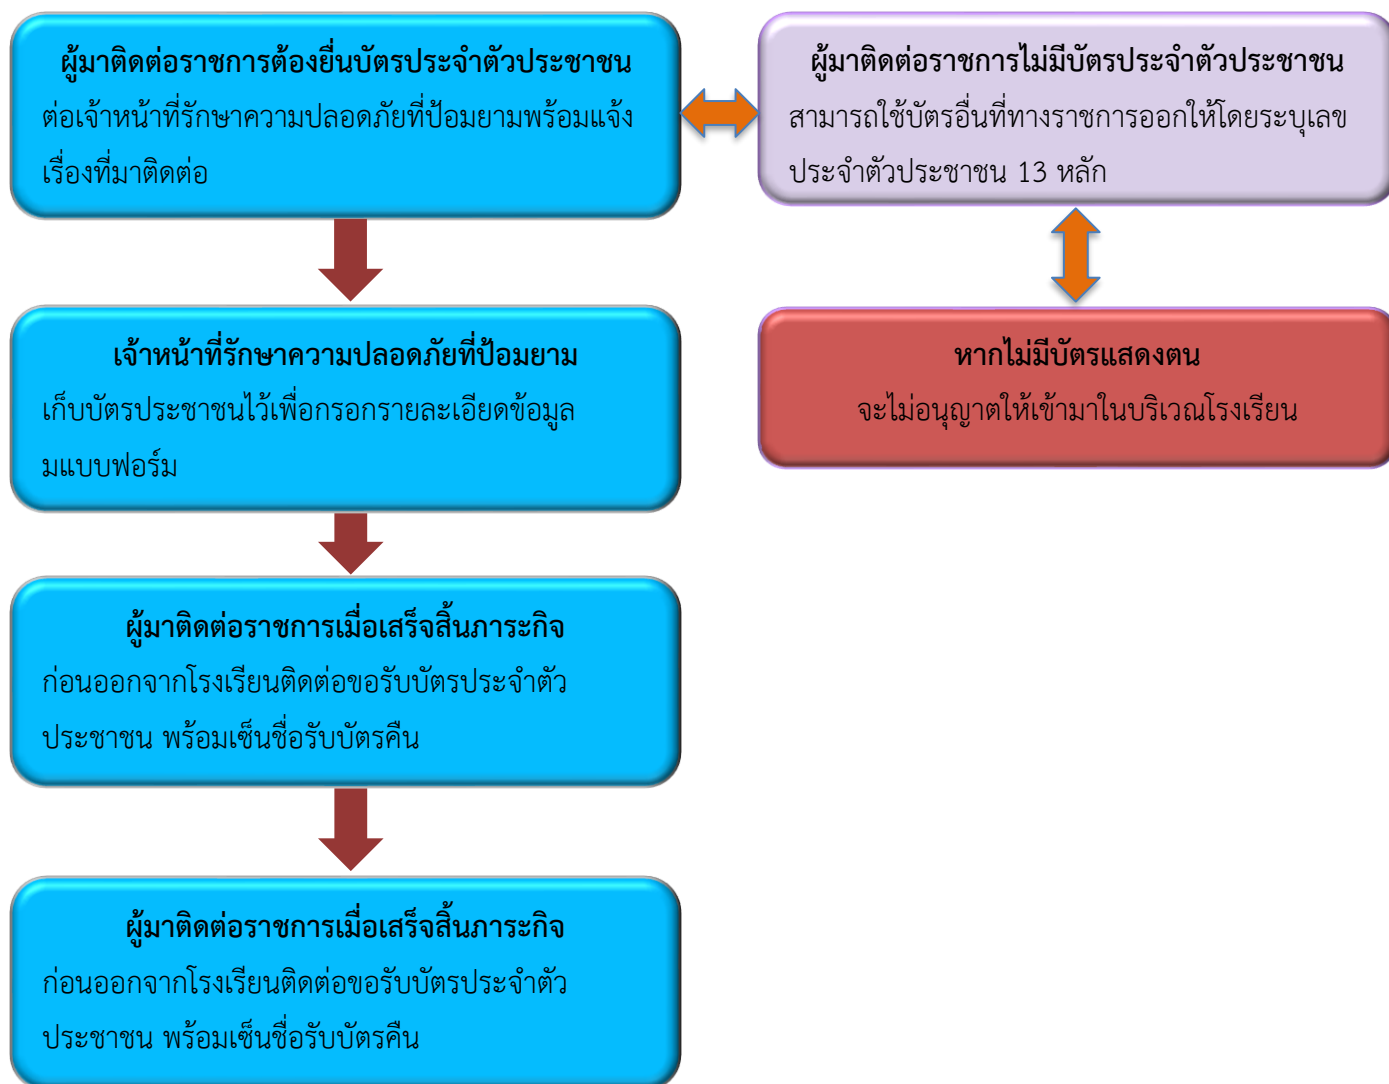 ผู้มาติดต่อราชการต้องยื่นบัตรประจำตัวประชาชน
ต่อเจ้าหน้าที่รักษาความปลอดภัยที่ป้อมยามพร้อมแจ้ง
เรื่องที่มาติดต่อ
ผู้มาติดต่อราชการไม่มีบัตรประจำตัวประชาชน
สามารถใช้บัตรอื่นที่ทางราชการออกให้โดยระบุเลข
ประจำตัวประชาชน 13 หลัก
เจ้าหน้าที่รักษาความปลอดภัยที่ป้อมยาม
เก็บบัตรประชาชนไว้เพื่อกรอกรายละเอียดข้อมูล
มแบบฟอร์ม
หากไม่มีบัตรแสดงตน
จะไม่อนุญาตให้เข้ามาในบริเวณโรงเรียน
ผู้มาติดต่อราชการเมื่อเสร็จสิ้นภาระกิจ
ก่อนออกจากโรงเรียนติดต่อขอรับบัตรประจำตัว
ประชาชน พร้อมเซ็นชื่อรับบัตรคืน
ผู้มาติดต่อราชการเมื่อเสร็จสิ้นภาระกิจ
ก่อนออกจากโรงเรียนติดต่อขอรับบัตรประจำตัว
ประชาชน พร้อมเซ็นชื่อรับบัตรคืน